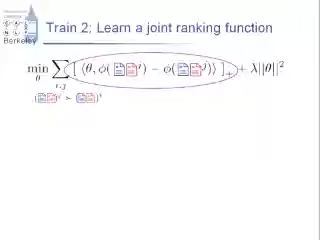 Train 2: Learn a joint ranking function
Berkeley
min θ ∑ i,j [ ⟨θ, φ( i) − φ( j)⟩ ]+ + λ||θ||²